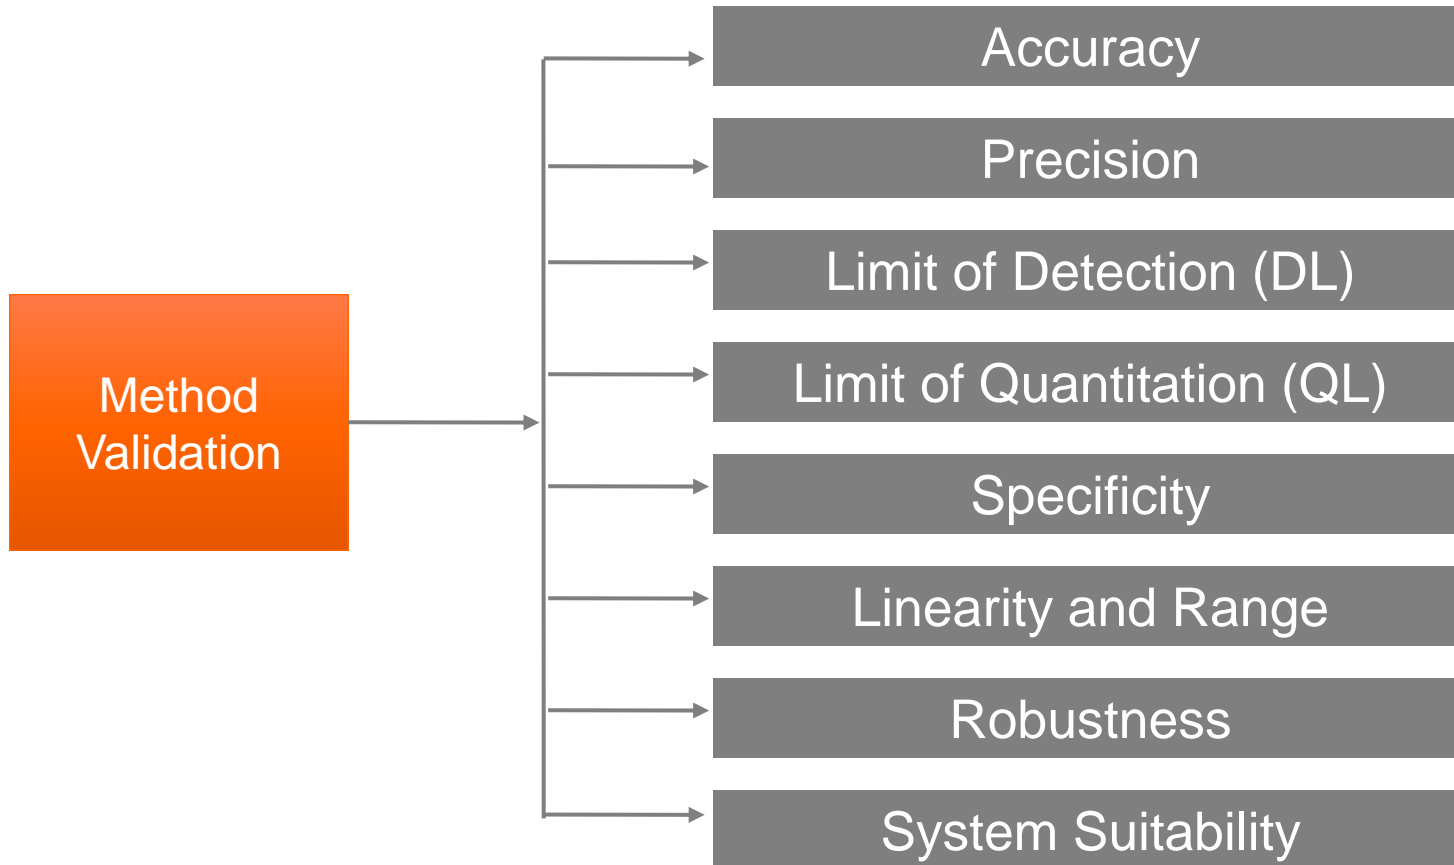 Accuracy
Precision
Limit of Detection (DL)
Limit of Quantitation (QL)
Method
Validation
Specificity
Linearity and Range
Robustness
System Suitability